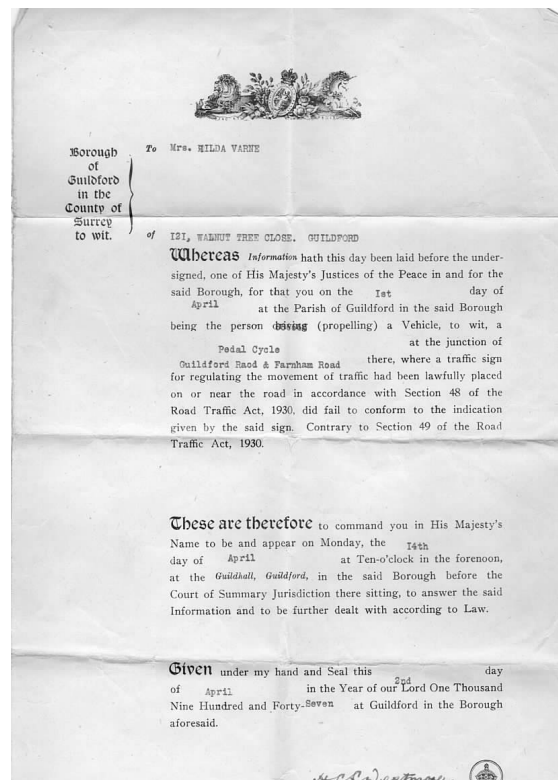 To Mrs. HILDA VARNE
Borough
of
Guildford
in the
County of
Surrey
to wit.
of 121, WALNUT TREE CLOSE. GUILDFORD
Whereas Information hath this day been laid before the under-
signed, one of His Majesty's Justices of the Peace in and for the
said Borough, for that you on the Ist day of
April at the Parish of Guildford in the said Borough
being the person driving (propelling) a Vehicle, to wit, a
Pedal Cycle at the junction of
Guildford Raod & Farnham Road there, where a traffic sign
for regulating the movement of traffic had been lawfully placed
on or near the road in accordance with Section 48 of the
Road Traffic Act, 1930, did fail to conform to the indication
given by the said sign. Contrary to Section 49 of the Road
Traffic Act, 1930.
These are therefore to command you in His Majesty's
Name to be and appear on Monday, the I4th
day of April at Ten-o'clock in the forenoon,
at the Guildhall, Guildford, in the said Borough before the
Court of Summary Jurisdiction there sitting, to answer the said
Information and to be further dealt with according to Law.
Given under my hand and Seal this 2nd day
of April in the Year of our Lord One Thousand
Nine Hundred and Forty-Seven at Guildford in the Borough
aforesaid.